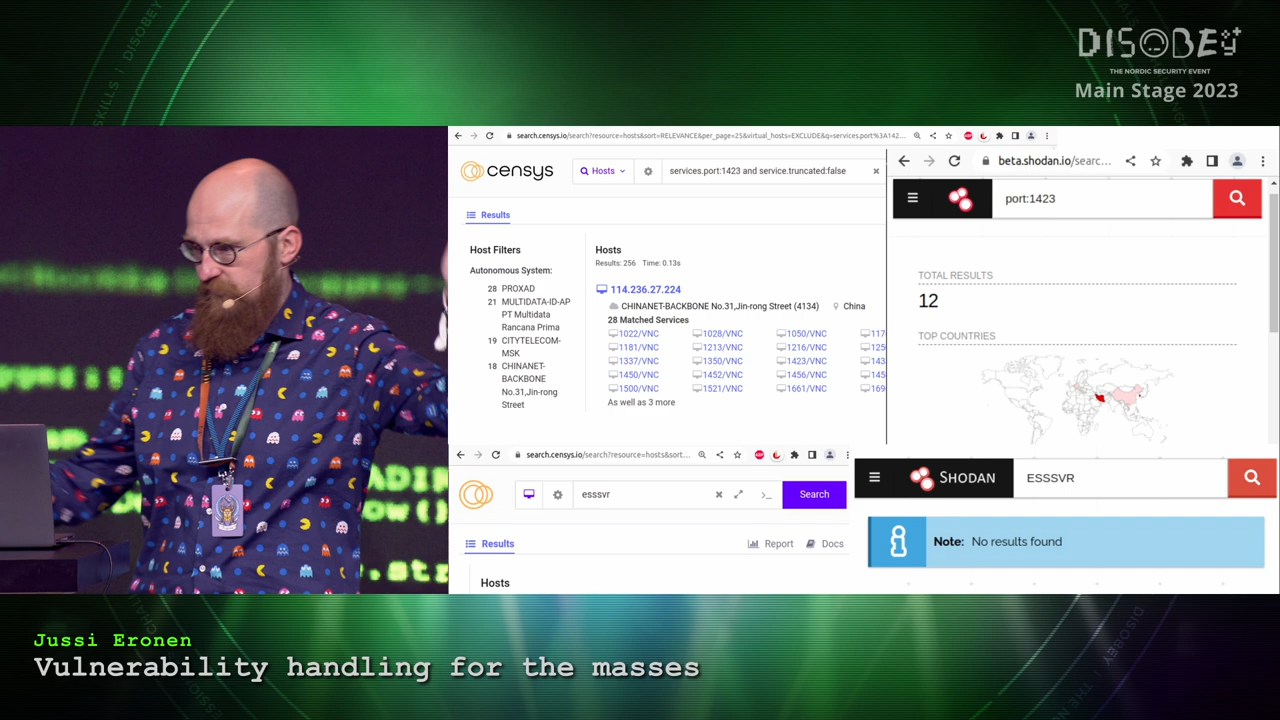 DISOBEY
THE NORDIC SECURITY EVENT
Main Stage 2023
SKILLS | DISOBEY
search.censys.io/search?resource=hosts&sort=RELEVANCE&per_page=25&virtual_hosts=EXCLUDE&q=services.port%3A142...
censys
Hosts
services.port:1423 and service.truncated:false
Results
Host Filters
Autonomous System:
28 PROXAD
21 MULTIDATA-ID-AP
PT Multidata
Rancana Prima
19 CITYTELECOM-
MSK
18 CHINANET-
BACKBONE
No.31,Jin-rong
Street
Hosts
Results: 256 Time: 0.13s
114.236.27.224
CHINANET-BACKBONE No.31,Jin-rong Street (4134) China
28 Matched Services
1022/VNC 1028/VNC 1050/VNC 117
1181/VNC 1213/VNC 1216/VNC 125
1337/VNC 1350/VNC 1423/VNC 143
1450/VNC 1452/VNC 1456/VNC 145
1500/VNC 1521/VNC 1661/VNC 169
As well as 3 more
beta.shodan.io/searc...
port:1423
TOTAL RESULTS
12
TOP COUNTRIES
search.censys.io/search?resource=hosts&sort...
esssvr
Search
Results
Report
Docs
Hosts
SHODAN
ESSSVR
Note: No results found
Jussi Eronen
Vulnerability handling for the masses